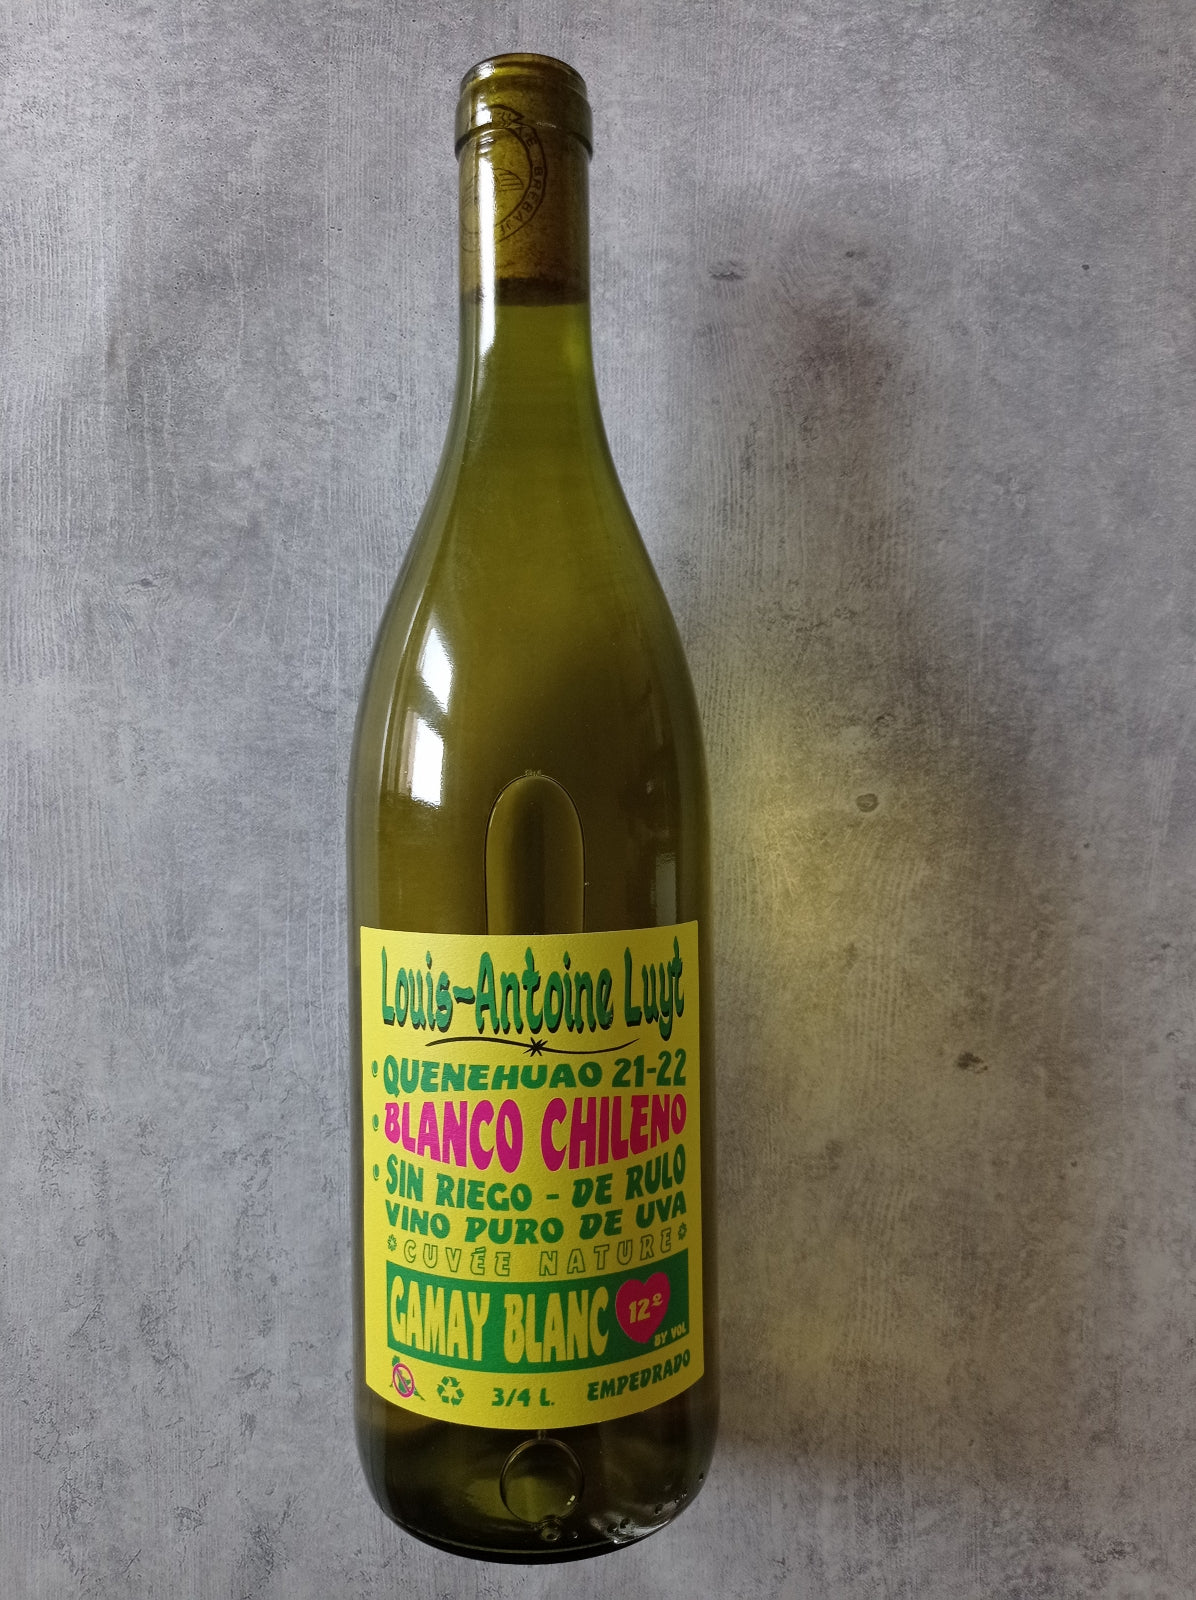 BREBAJE
Louis-Antoine Luyt
• QUENEHUAO 21-22
• BLANCO CHILENO
• SIN RIEGO - DE RULO
VINO PURO DE UVA
* CUVÉE NATURE *
GAMAY BLANC 12º
BY VOL
3/4 L. EMPEDRADO